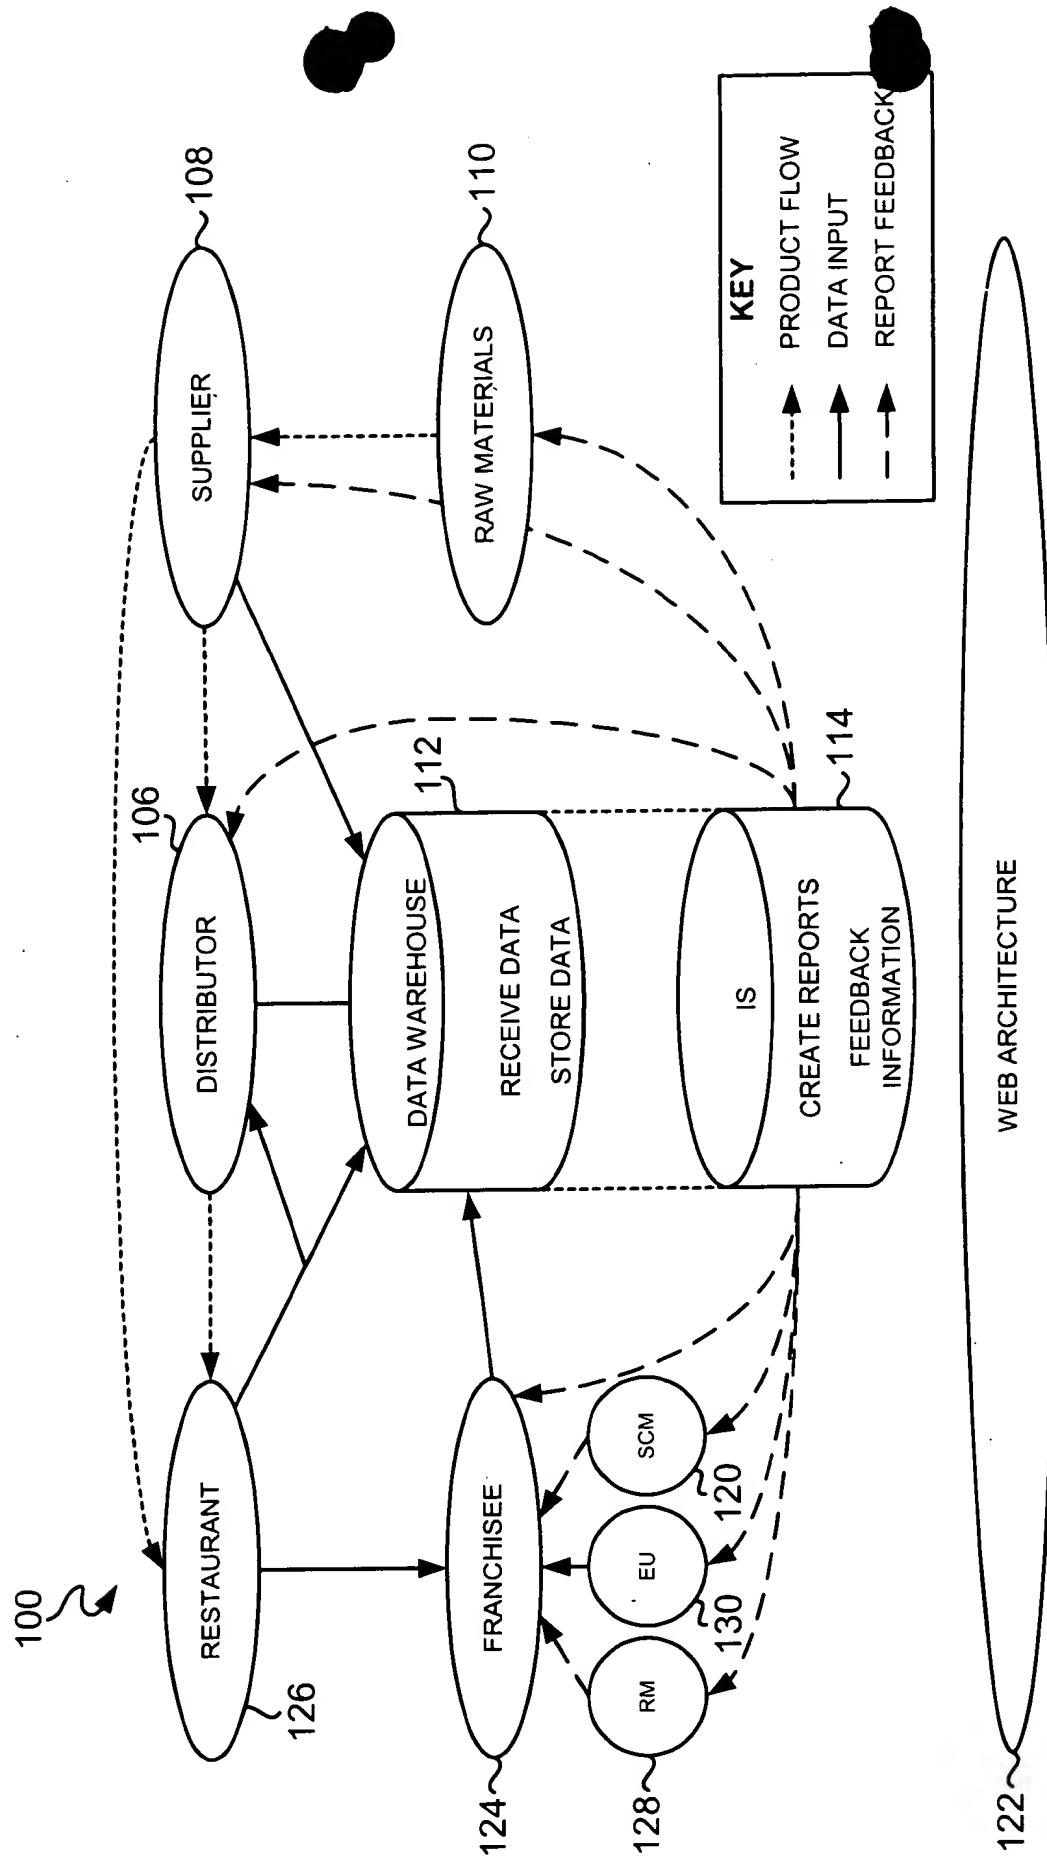 100
126
RESTAURANT
106
DISTRIBUTOR
108
SUPPLIER
124
FRANCHISEE
112
DATA WAREHOUSE
RECEIVE DATA
STORE DATA
110
RAW MATERIALS
128
RM
130
EU
120
SCM
114
IS
CREATE REPORTS
FEEDBACK
INFORMATION
KEY
PRODUCT FLOW
DATA INPUT
REPORT FEEDBACK
122
WEB ARCHITECTURE